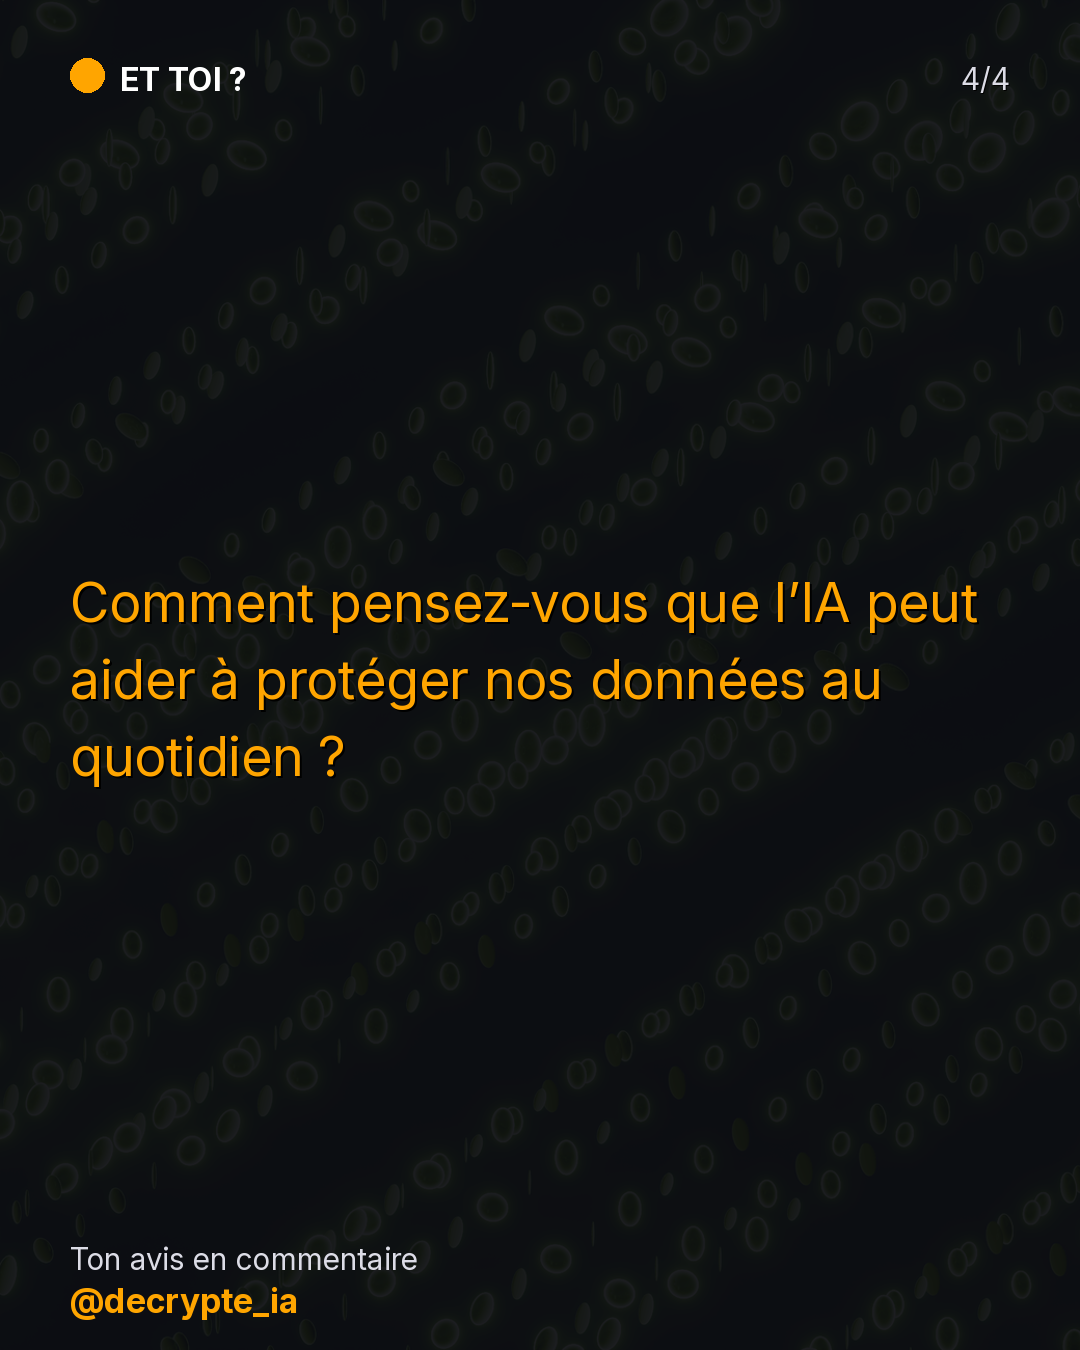 ET TOI ?
4/4
Comment pensez-vous que l’IA peut
aider à protéger nos données au
quotidien ?
Ton avis en commentaire
@decrypte_ia